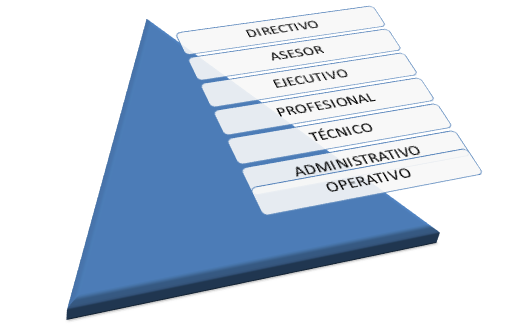 DIRECTIVO
ASESOR
EJECUTIVO
PROFESIONAL
TÉCNICO
ADMINISTRATIVO
OPERATIVO